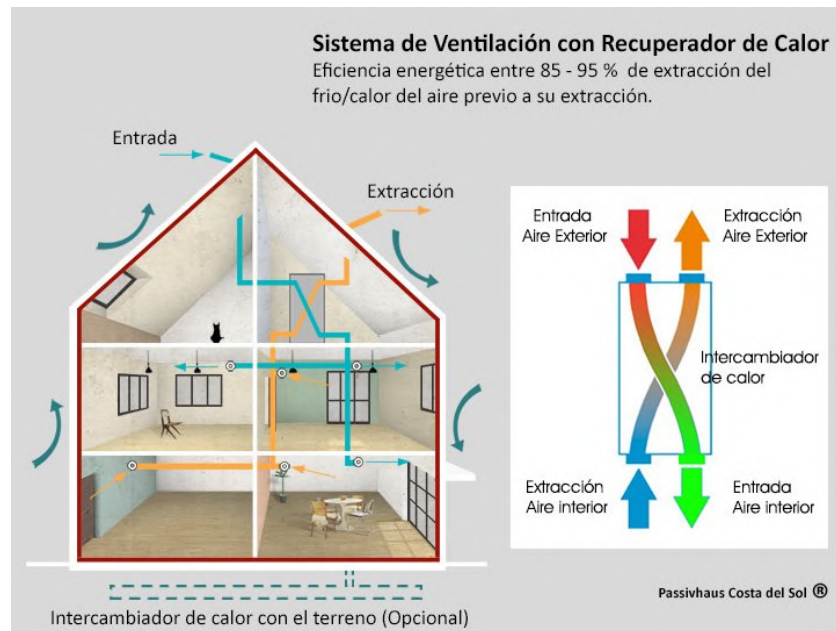 Sistema de Ventilación con Recuperador de Calor
Eficiencia energética entre 85 - 95 % de extracción del
frio/calor del aire previo a su extracción.
Entrada
Extracción
Entrada
Aire Exterior
Extracción
Aire Exterior
Intercambiador
de calor
Extracción
Aire interior
Entrada
Aire interior
Passivhaus Costa del Sol ®
Intercambiador de calor con el terreno (Opcional)